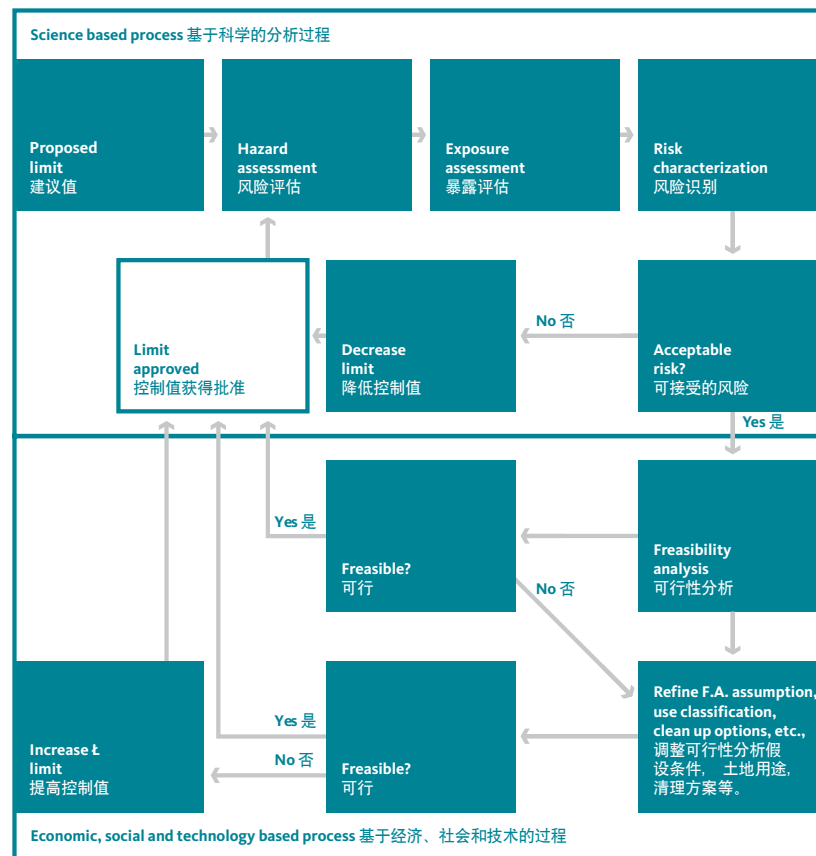 Science based process 基于科学的分析过程
Proposed
limit
建议值
Hazard
assessment
风险评估
Exposure
assessment
暴露评估
Risk
characterization
风险识别
Limit
approved
控制值获得批准
Decrease
limit
降低控制值
No 否
Acceptable
risk?
可接受的风险
Yes 是
Yes 是
Freasible?
可行
No 否
Freasibility
analysis
可行性分析
Increase Ł
limit
提高控制值
Yes 是
No 否
Freasible?
可行
Refine F.A. assumption,
use classification,
clean up options, etc.,
调整可行性分析假
设条件, 土地用途,
清理方案等。
Economic, social and technology based process 基于经济、社会和技术的过程